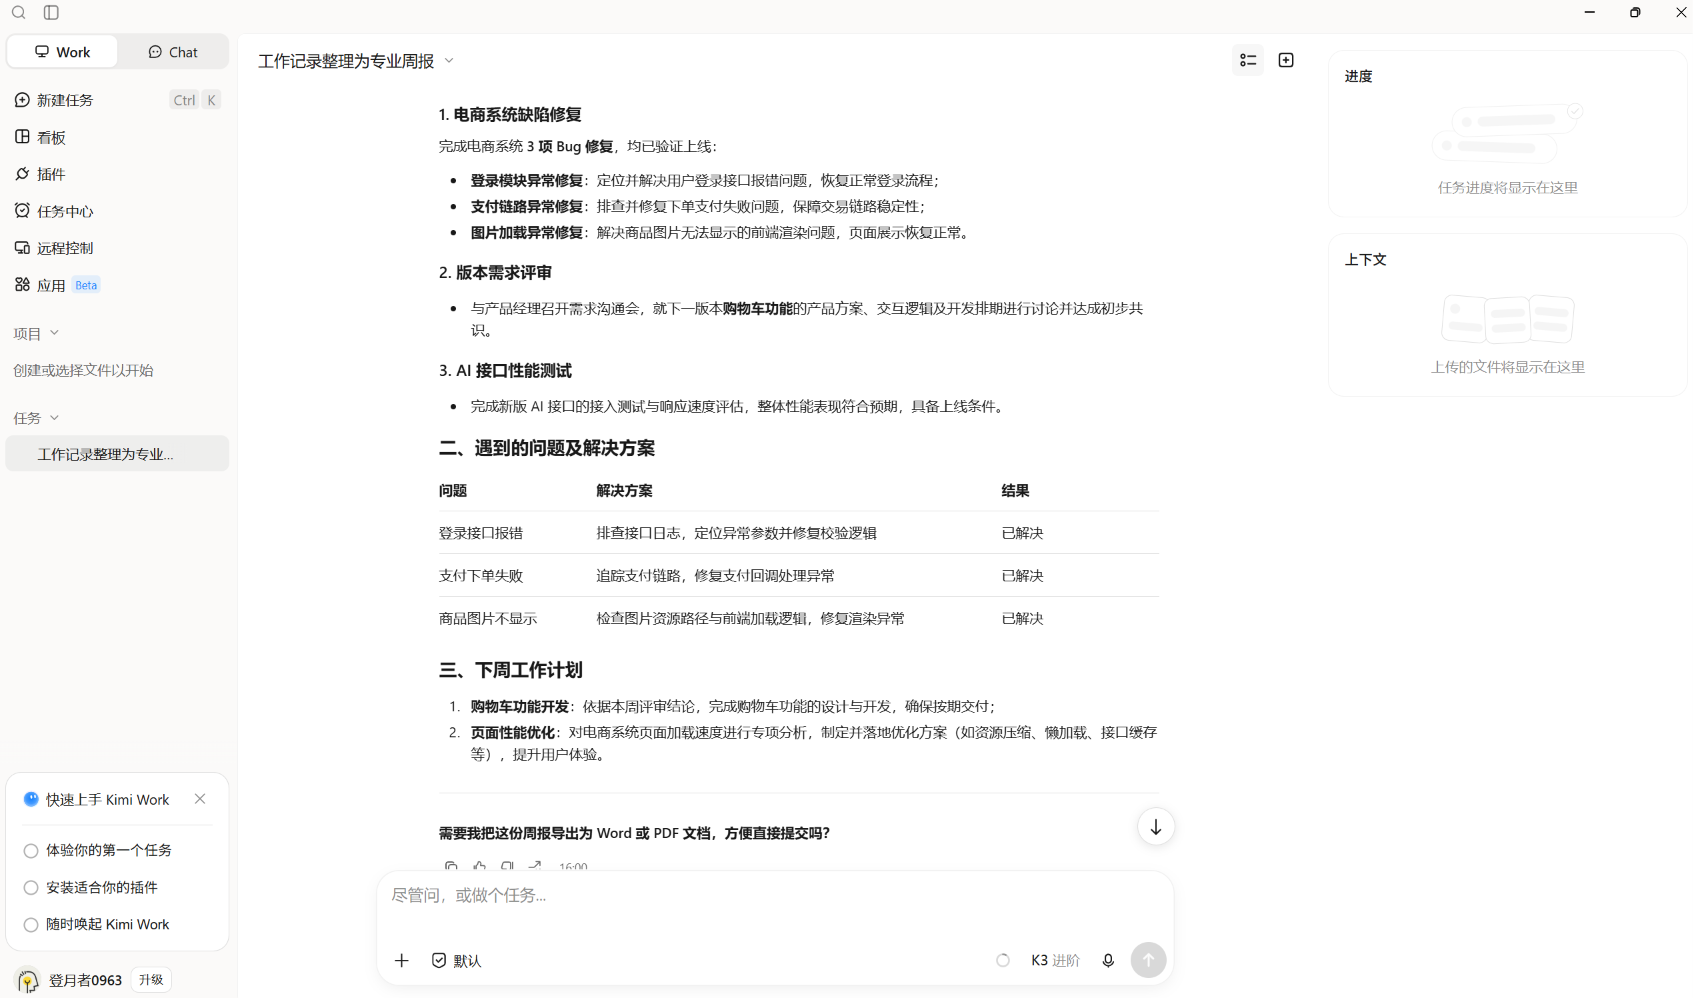 Work
Chat
新建任务
Ctrl K
看板
插件
任务中心
远程控制
应用 Beta
项目
创建或选择文件以开始
任务
工作记录整理为专业...
快速上手 Kimi Work
体验你的第一个任务
安装适合你的插件
随时唤起 Kimi Work
登月者0963 升级
工作记录整理为专业周报
1. 电商系统缺陷修复
完成电商系统 3 项 Bug 修复，均已验证上线：
登录模块异常修复：定位并解决用户登录接口报错问题，恢复正常登录流程；
支付链路异常修复：排查并修复下单支付失败问题，保障交易链路稳定性；
图片加载异常修复：解决商品图片无法显示的前端渲染问题，页面展示恢复正常。
2. 版本需求评审
与产品经理召开需求沟通会，就下一版本购物车功能的产品方案、交互逻辑及开发排期进行讨论并达成初步共
识。
3. AI 接口性能测试
完成新版 AI 接口的接入测试与响应速度评估，整体性能表现符合预期，具备上线条件。
二、遇到的问题及解决方案
问题 解决方案 结果
登录接口报错 排查接口日志，定位异常参数并修复校验逻辑 已解决
支付下单失败 追踪支付链路，修复支付回调处理异常 已解决
商品图片不显示 检查图片资源路径与前端加载逻辑，修复渲染异常 已解决
三、下周工作计划
1. 购物车功能开发：依据本周评审结论，完成购物车功能的设计与开发，确保按期交付；
2. 页面性能优化：对电商系统页面加载速度进行专项分析，制定并落地优化方案（如资源压缩、懒加载、接口缓存
等），提升用户体验。
需要我把这份周报导出为 Word 或 PDF 文档，方便直接提交吗？
16:00
尽管问，或做个任务...
默认
K3 进阶
进度
任务进度将显示在这里
上下文
上传的文件将显示在这里